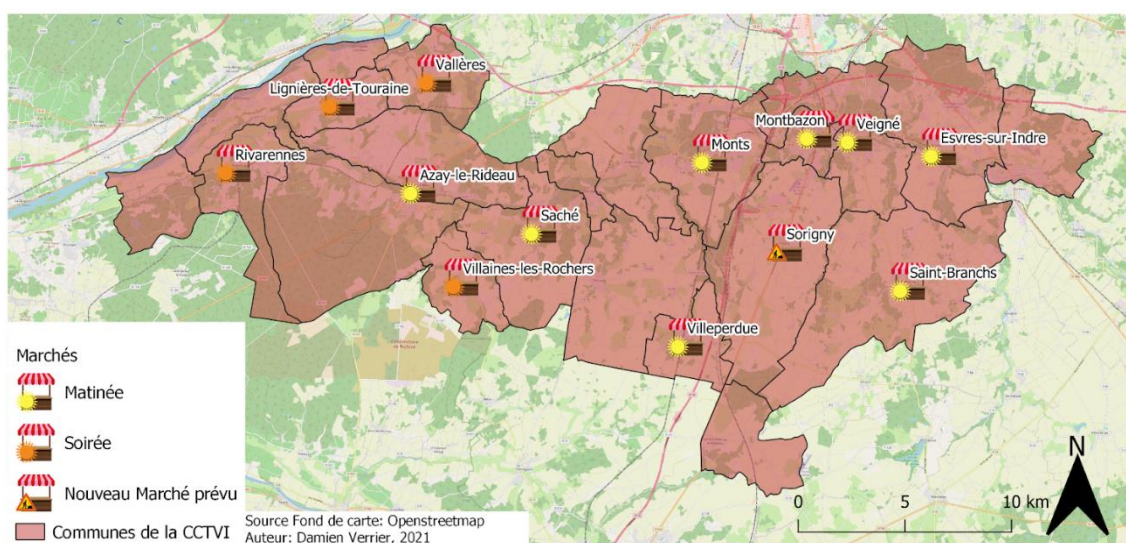 Vallères
Lignières-de-Touraine
Rivarennes
Azay-le-Rideau
Saché
Villaines-les-Rochers
Monts
Montbazon
Veigné
Esvres-sur-Indre
Sorigny
Saint-Branchs
Villeperdue
Marchés
Matinée
Soirée
Nouveau Marché prévu
Communes de la CCTVI
Source Fond de carte: Openstreetmap
Auteur: Damien Verrier, 2021
0 5 10 km
N